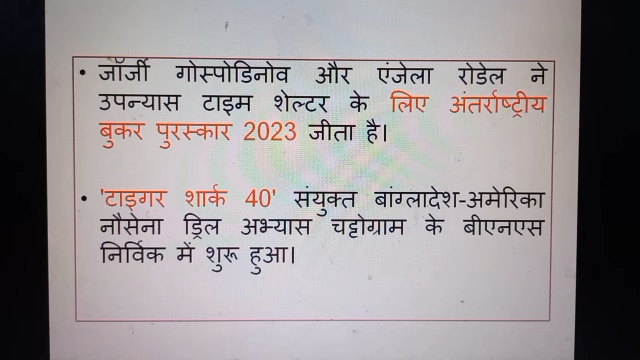 • जॉर्जी गोस्पोडिनोव और एंजेला रोडेल ने
उपन्यास टाइम शेल्टर के लिए अंतर्राष्ट्रीय
बुकर पुरस्कार 2023 जीता है।
• 'टाइगर शार्क 40' संयुक्त बांग्लादेश-अमेरिका
नौसेना ड्रिल अभ्यास चट्टोग्राम के बीएनएस
निर्विक में शुरू हुआ।